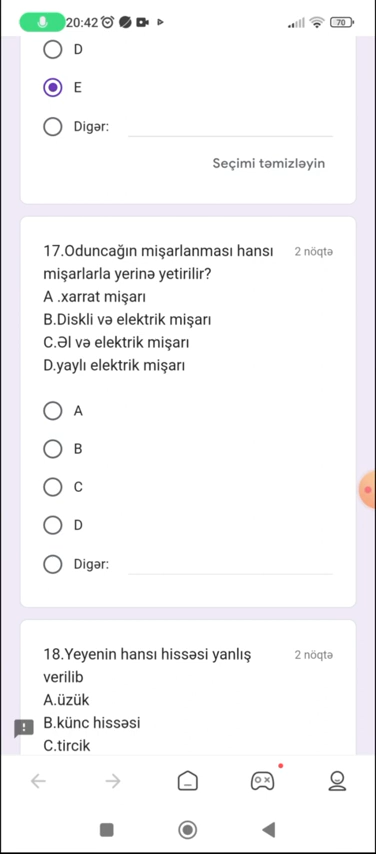 20:42
70
D
E
Digər:
Seçimi təmizləyin
17.Oduncağın mişarlanması hansı 2 nöqtə
mişarlarla yerinə yetirilir?
A .xarrat mişarı
B.Diskli və elektrik mişarı
C.Əl və elektrik mişarı
D.yaylı elektrik mişarı
A
B
C
D
Digər:
18.Yeyenin hansı hissəsi yanlış 2 nöqtə
verilib
A.üzük
B.künc hissəsi
C.tircik